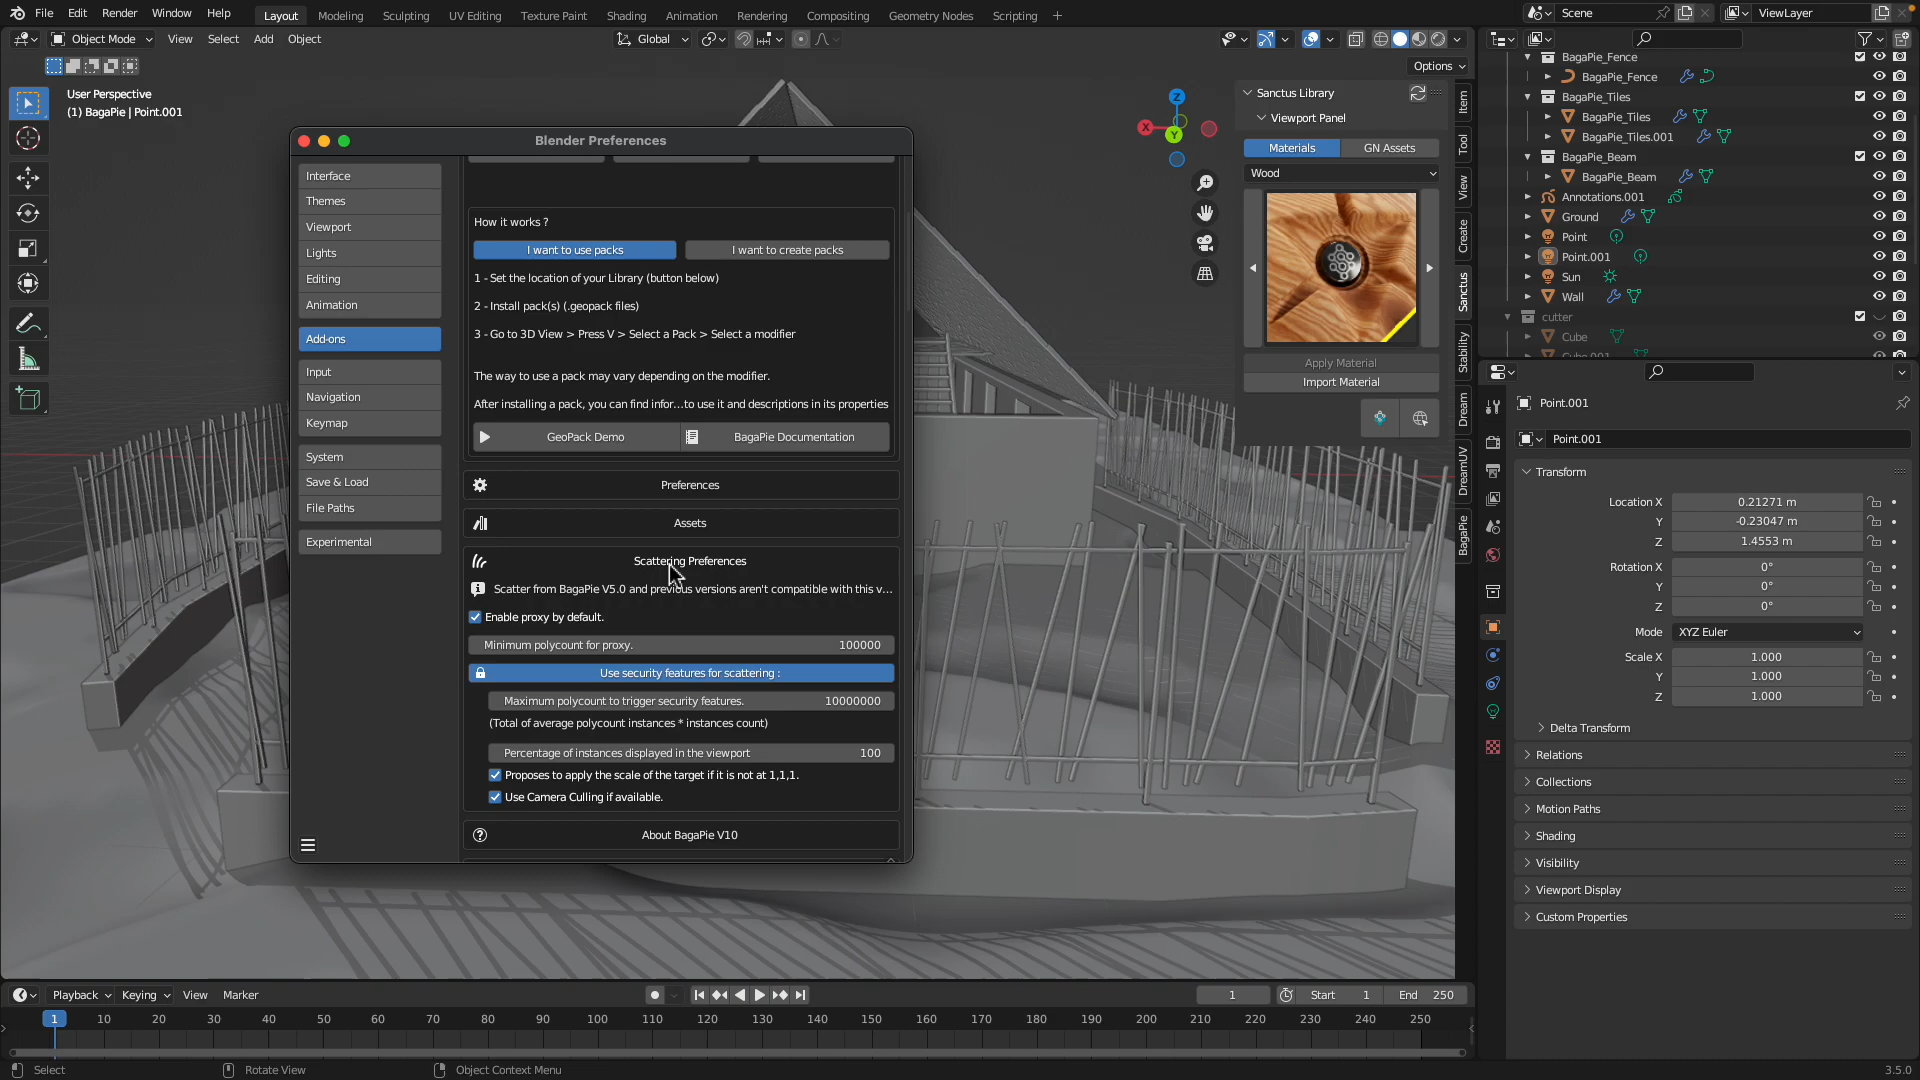 File Edit Render Window Help Layout Modeling Sculpting UV Editing Texture Paint Shading Animation Rendering Compositing Geometry Nodes Scripting + Scene ViewLayer
Object Mode View Select Add Object Global
Options
User Perspective
(1) BagaPie | Point.001
Z
X
Y
Blender Preferences
Interface
Themes
Viewport
Lights
Editing
Animation
Add-ons
Input
Navigation
Keymap
System
Save & Load
File Paths
Experimental
How it works ?
I want to use packs I want to create packs
1 - Set the location of your Library (button below)
2 - Install pack(s) (.geopack files)
3 - Go to 3D View > Press V > Select a Pack > Select a modifier
The way to use a pack may vary depending on the modifier.
After installing a pack, you can find infor...to use it and descriptions in its properties
GeoPack Demo BagaPie Documentation
Preferences
Assets
Scattering Preferences
Scatter from BagaPie V5.0 and previous versions aren't compatible with this v...
Enable proxy by default.
Minimum polycount for proxy. 100000
Use security features for scattering :
Maximum polycount to trigger security features. 10000000
(Total of average polycount instances * instances count)
Percentage of instances displayed in the viewport 100
Proposes to apply the scale of the target if it is not at 1,1,1.
Use Camera Culling if available.
About BagaPie V10
Sanctus Library
Viewport Panel
Materials GN Assets
Wood
Apply Material
Import Material
Item
Tool
View
Create
Sanctus
Stability
Dream
DreamUV
BagaPie
BagaPie_Fence
BagaPie_Fence
BagaPie_Tiles
BagaPie_Tiles
BagaPie_Tiles.001
BagaPie_Beam
BagaPie_Beam
Annotations.001
Ground
Point
Point.001
Sun
Wall
cutter
Cube
Cube.001
Point.001
Point.001
Transform
Location X 0.21271 m
Y -0.23047 m
Z 1.4553 m
Rotation X 0°
Y 0°
Z 0°
Mode XYZ Euler
Scale X 1.000
Y 1.000
Z 1.000
Delta Transform
Relations
Collections
Motion Paths
Shading
Visibility
Viewport Display
Custom Properties
Playback Keying View Marker 1 Start 1 End 250
1 10 20 30 40 50 60 70 80 90 100 110 120 130 140 150 160 170 180 190 200 210 220 230 240 250
Select Rotate View Object Context Menu 3.5.0